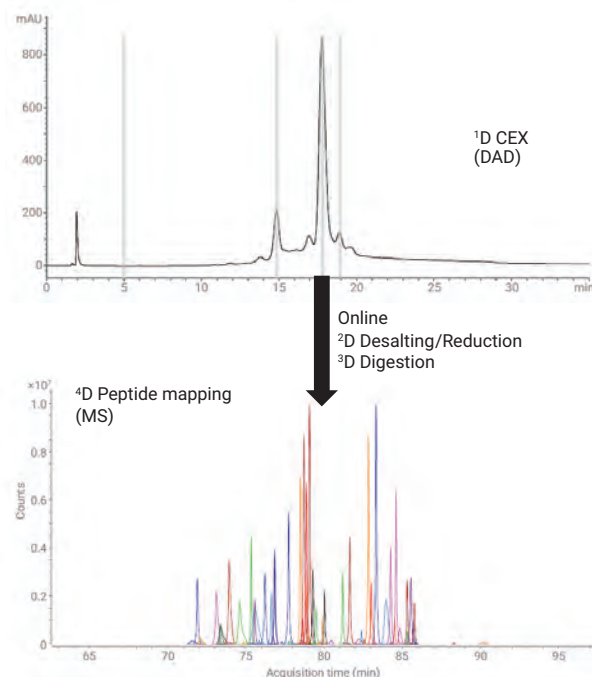 mAU
800
600
400
200
0
0
5
10
15
20
25
30
min
¹D CEX
(DAD)
Online
²D Desalting/Reduction
³D Digestion
⁴D Peptide mapping
(MS)
×10⁷
1.0
0.8
0.6
0.4
0.2
0
Counts
65
70
75
80
85
90
95
Acquisition time (min)